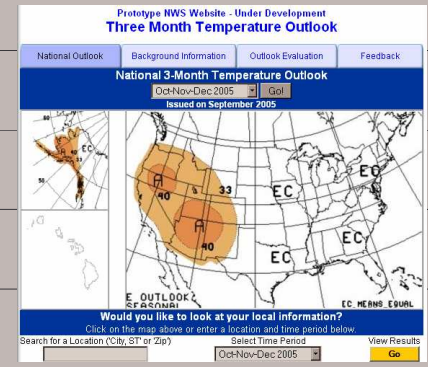 Prototype NWS Website - Under Development
Three Month Temperature Outlook
National Outlook
Background Information
Outlook Evaluation
Feedback
National 3-Month Temperature Outlook
Oct-Nov-Dec 2005
Go!
Issued on September 2005
50
EC
A
40
33
50
A
40
33
A
40
EC
EC
EC
EC
E OUTLOOK
SEASONAL
EC MEANS EQUAL
Would you like to look at your local information?
Click on the map above or enter a location and time period below.
Search for a Location ('City, ST' or 'Zip')
Select Time Period
View Results
Oct-Nov-Dec 2005
Go